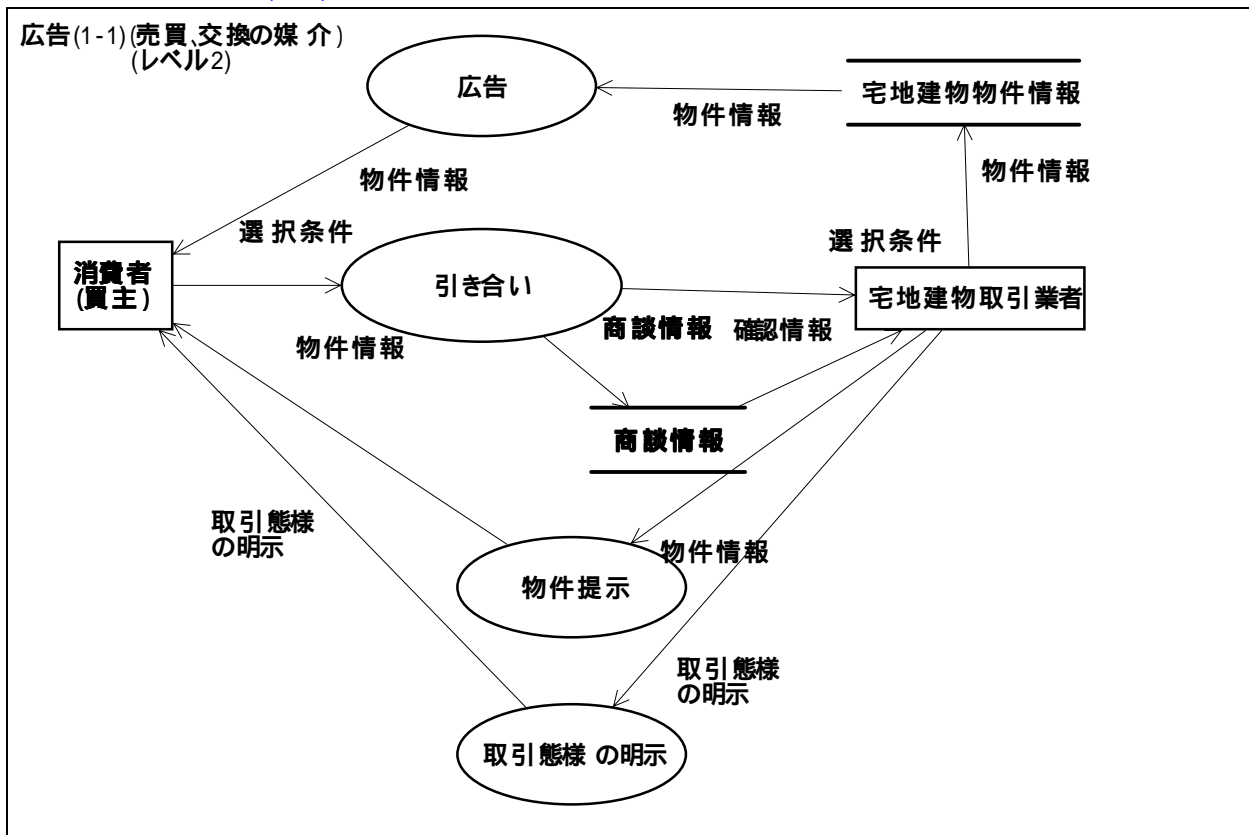 広告(1-1)(売買、交換の媒介)
(レベル2)
広告
宅地建物物件情報
物件情報
物件情報
物件情報
選択条件
選択条件
消費者
(買主)
引き合い
宅地建物取引業者
物件情報
商談情報
確認情報
商談情報
取引態様
の明示
物件情報
物件提示
取引態様
の明示
取引態様の明示